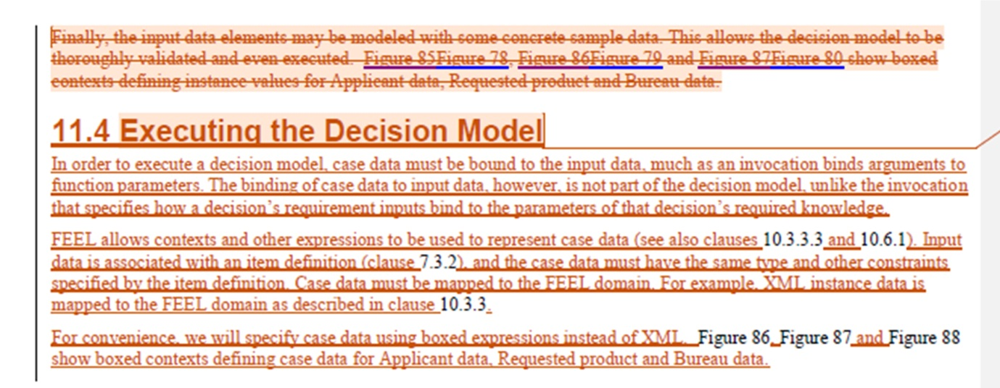 Finally, the input data elements may be modeled with some concrete sample data. This allows the decision model to be
thoroughly validated and even executed. Figure 85Figure 78, Figure 86Figure 79 and Figure 87Figure 80 show boxed
contexts defining instance values for Applicant data, Requested product and Bureau data.
11.4 Executing the Decision Model
In order to execute a decision model, case data must be bound to the input data, much as an invocation binds arguments to
function parameters. The binding of case data to input data, however, is not part of the decision model, unlike the invocation
that specifies how a decision’s requirement inputs bind to the parameters of that decision’s required knowledge.
FEEL allows contexts and other expressions to be used to represent case data (see also clauses 10.3.3.3 and 10.6.1). Input
data is associated with an item definition (clause 7.3.2), and the case data must have the same type and other constraints
specified by the item definition. Case data must be mapped to the FEEL domain. For example, XML instance data is
mapped to the FEEL domain as described in clause 10.3.3.
For convenience, we will specify case data using boxed expressions instead of XML. Figure 86, Figure 87 and Figure 88
show boxed contexts defining case data for Applicant data, Requested product and Bureau data.